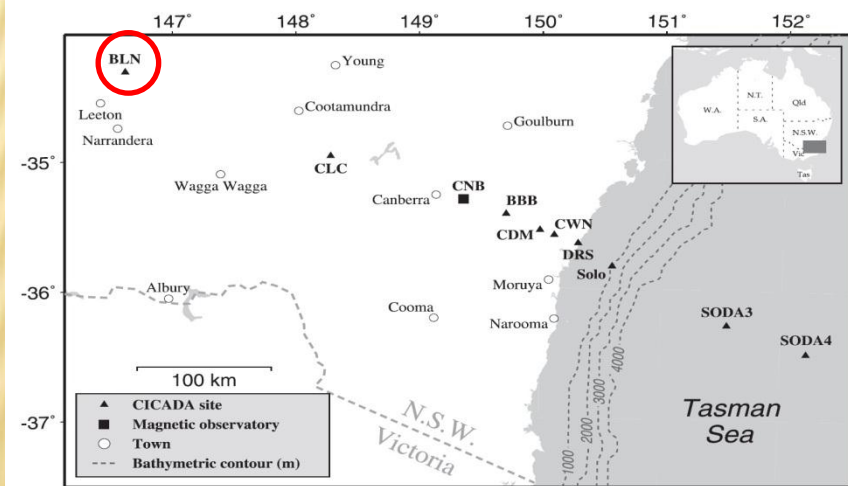 147°
148°
149°
150°
151°
152°
BLN
Young
Leeton
Cootamundra
Narrandera
Goulburn
W.A.
N.T.
Qld
S.A.
N.S.W.
Vic
Tas
-35°
CLC
Wagga Wagga
Canberra
CNB
BBB
CDM
CWN
DRS
Solo
-36°
Albury
Moruya
Cooma
Narooma
SODA3
SODA4
100 km
-37°
CICADA site
Magnetic observatory
Town
Bathymetric contour (m)
N.S.W.
Victoria
1000
2000
3000
4000
Tasman
Sea